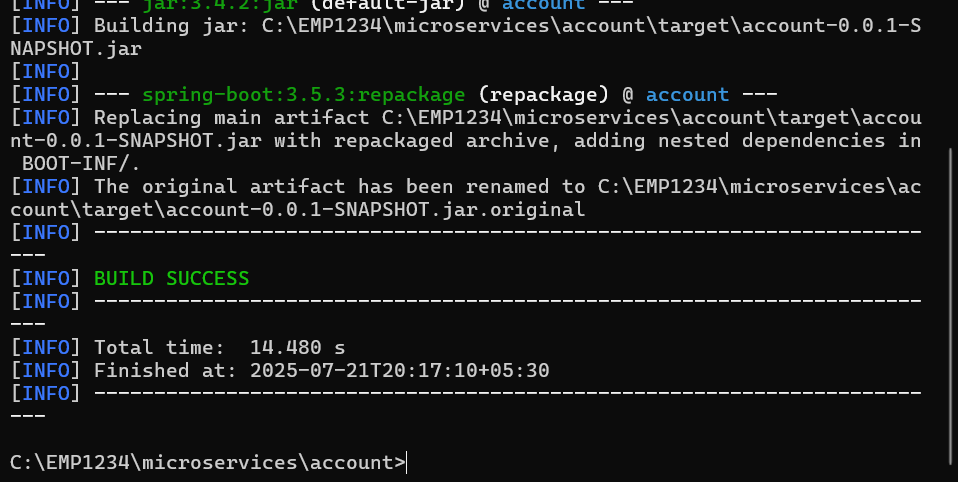 [INFO] --- jar:3.4.2:jar (default-jar) @ account ---
[INFO] Building jar: C:\EMP1234\microservices\account\target\account-0.0.1-S
NAPSHOT.jar
[INFO]
[INFO] --- spring-boot:3.5.3:repackage (repackage) @ account ---
[INFO] Replacing main artifact C:\EMP1234\microservices\account\target\accou
nt-0.0.1-SNAPSHOT.jar with repackaged archive, adding nested dependencies in
 BOOT-INF/.
[INFO] The original artifact has been renamed to C:\EMP1234\microservices\ac
count\target\account-0.0.1-SNAPSHOT.jar.original
[INFO] ---------------------------------------------------------------------
---
[INFO] BUILD SUCCESS
[INFO] ---------------------------------------------------------------------
---
[INFO] Total time:  14.480 s
[INFO] Finished at: 2025-07-21T20:17:10+05:30
[INFO] ---------------------------------------------------------------------
---
C:\EMP1234\microservices\account>